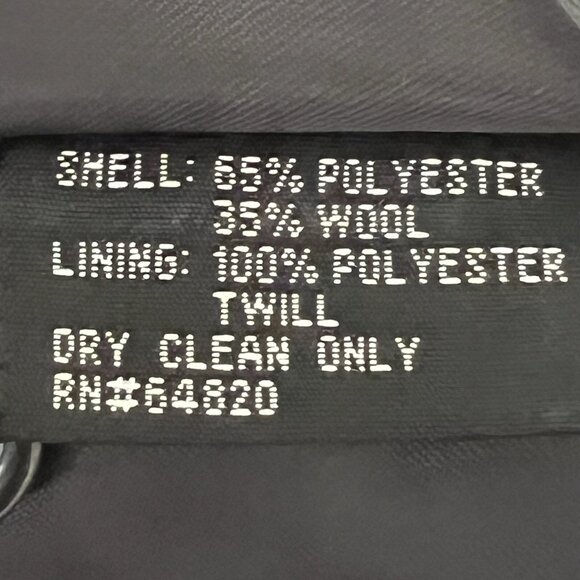 SHELL: 65% POLYESTER
35% WOOL
LINING: 100% POLYESTER
TWILL
DRY CLEAN ONLY
RN#64820